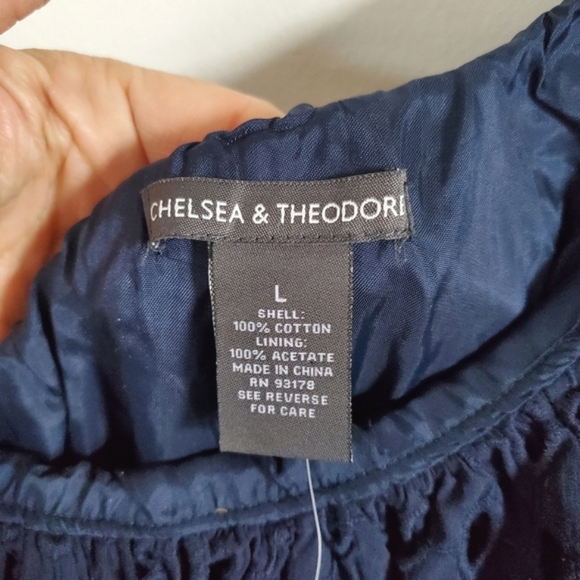 CHELSEA & THEODORE
L
SHELL:
100% COTTON
LINING:
100% ACETATE
MADE IN CHINA
RN 93178
SEE REVERSE
FOR CARE